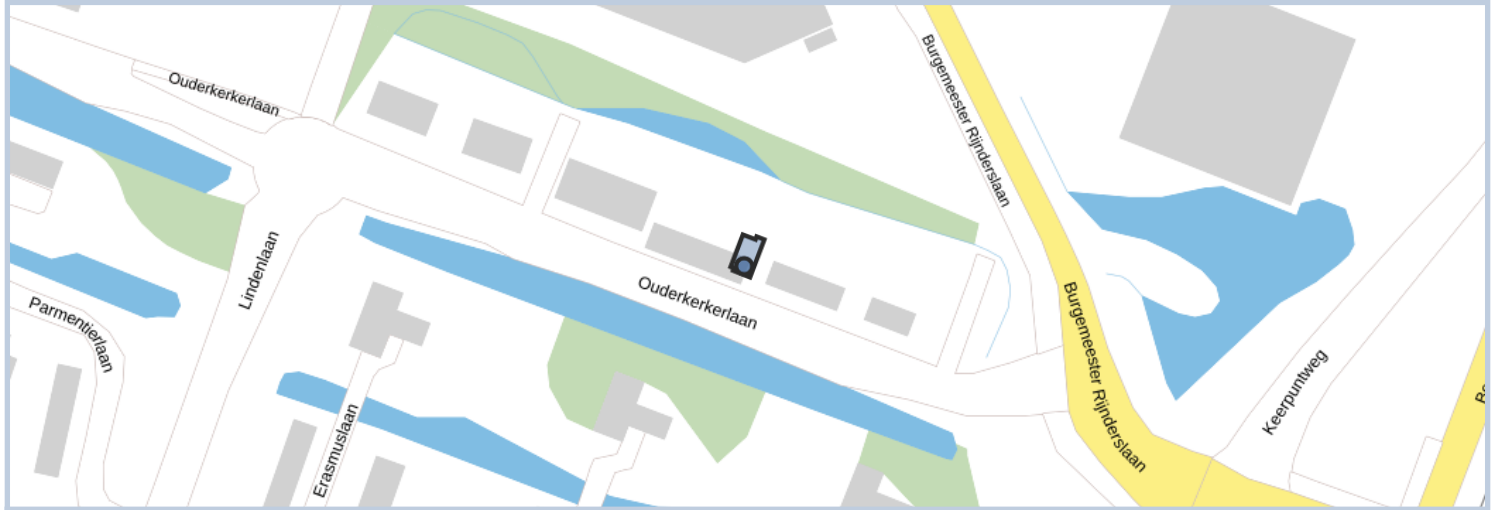 Ouderkerkerlaan
Burgemeester Rijnderslaan
Lindenlaan
Parmentierlaan
Ouderkerkerlaan
Burgemeester Rijnderslaan
Keerpuntweg
Erasmuslaan